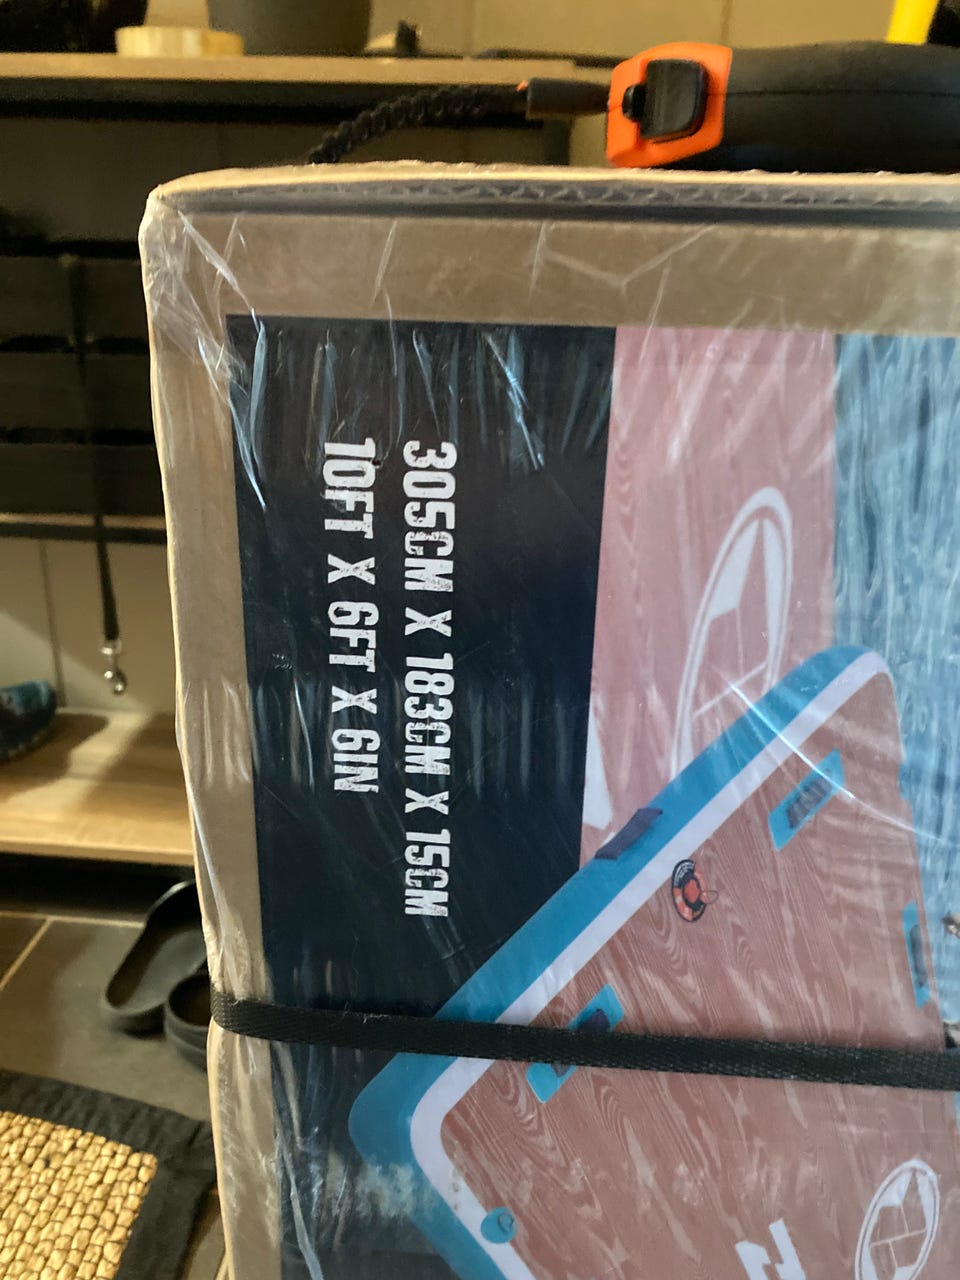 305CM X 183CM X 15CM
10FT X 6FT X 6IN